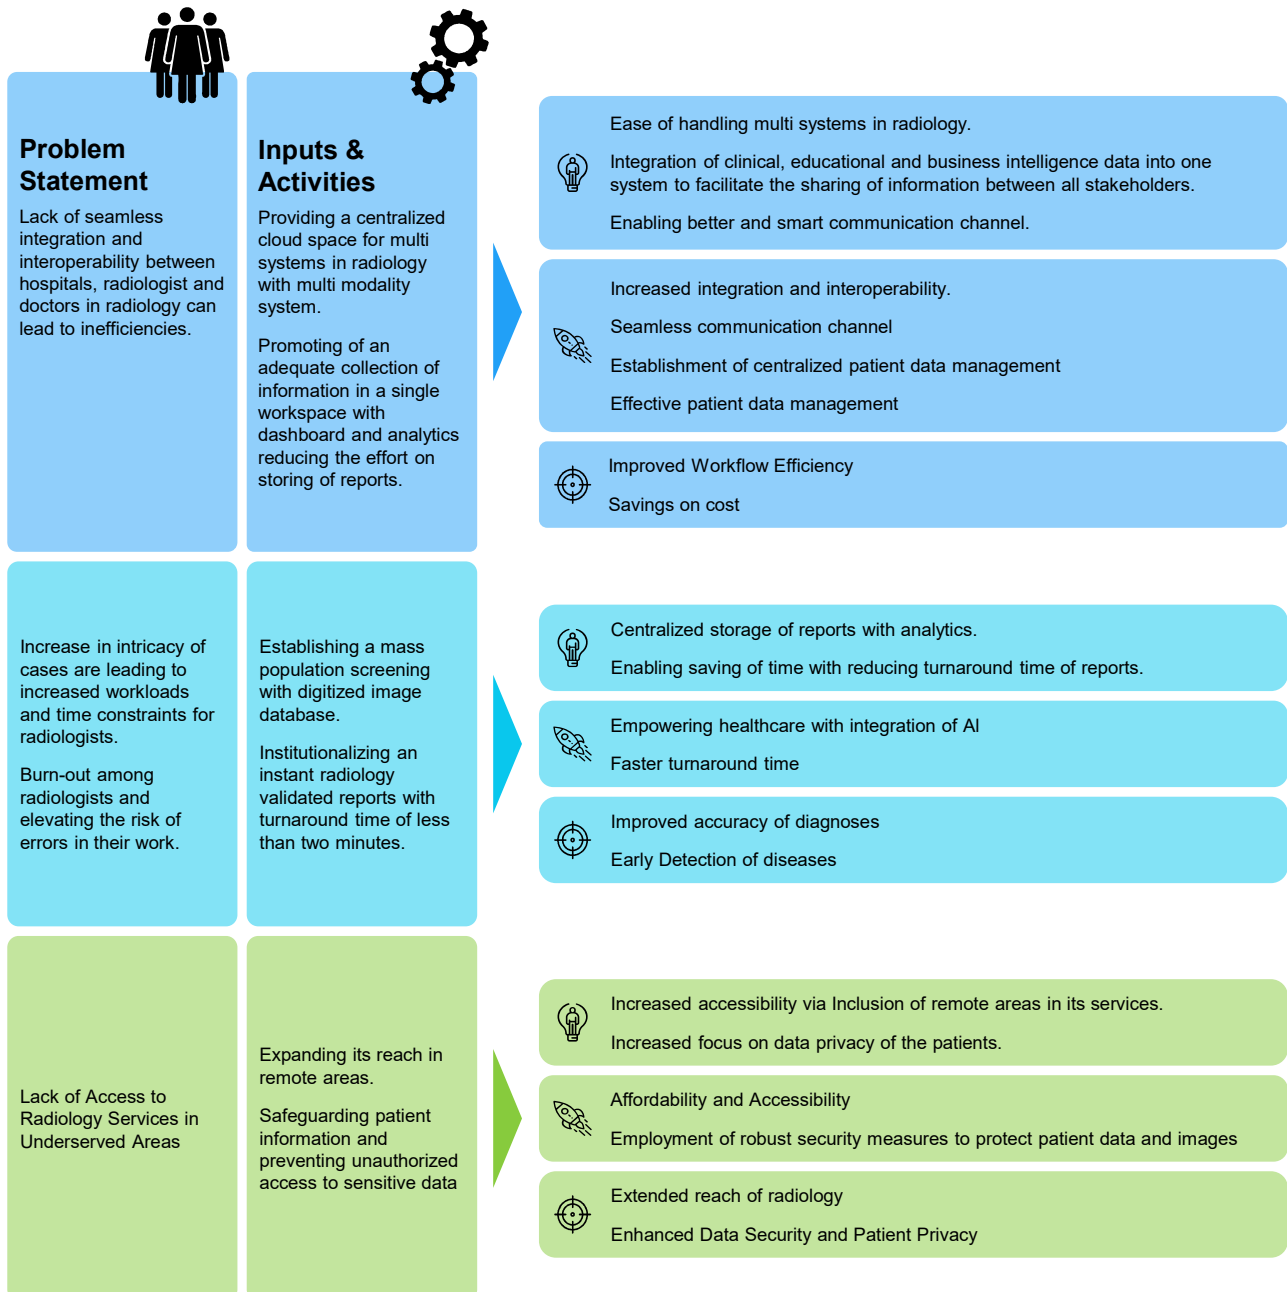 Problem
Statement
Lack of seamless
integration and
interoperability between
hospitals, radiologist and
doctors in radiology can
lead to inefficiencies.
Inputs &
Activities
Providing a centralized
cloud space for multi
systems in radiology
with multi modality
system.
Promoting of an
adequate collection of
information in a single
workspace with
dashboard and analytics
reducing the effort on
storing of reports.
Ease of handling multi systems in radiology.
Integration of clinical, educational and business intelligence data into one
system to facilitate the sharing of information between all stakeholders.
Enabling better and smart communication channel.
Increased integration and interoperability.
Seamless communication channel
Establishment of centralized patient data management
Effective patient data management
Improved Workflow Efficiency
Savings on cost
Increase in intricacy of
cases are leading to
increased workloads
and time constraints for
radiologists.
Burn-out among
radiologists and
elevating the risk of
errors in their work.
Establishing a mass
population screening
with digitized image
database.
Institutionalizing an
instant radiology
validated reports with
turnaround time of less
than two minutes.
Centralized storage of reports with analytics.
Enabling saving of time with reducing turnaround time of reports.
Empowering healthcare with integration of AI
Faster turnaround time
Improved accuracy of diagnoses
Early Detection of diseases
Lack of Access to
Radiology Services in
Underserved Areas
Expanding its reach in
remote areas.
Safeguarding patient
information and
preventing unauthorized
access to sensitive data
Increased accessibility via Inclusion of remote areas in its services.
Increased focus on data privacy of the patients.
Affordability and Accessibility
Employment of robust security measures to protect patient data and images
Extended reach of radiology
Enhanced Data Security and Patient Privacy